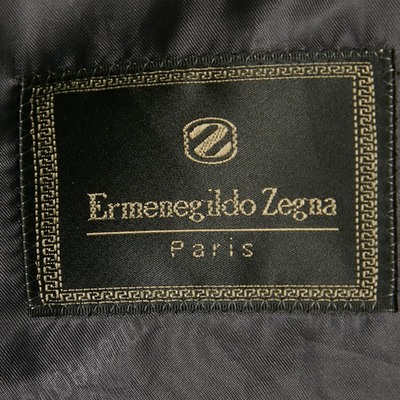 Z
Ermenegildo Zegna
Paris